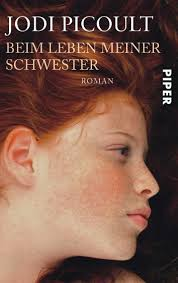 JODI PICOULT
BEIM LEBEN MEINER
SCHWESTER
ROMAN
PIPER